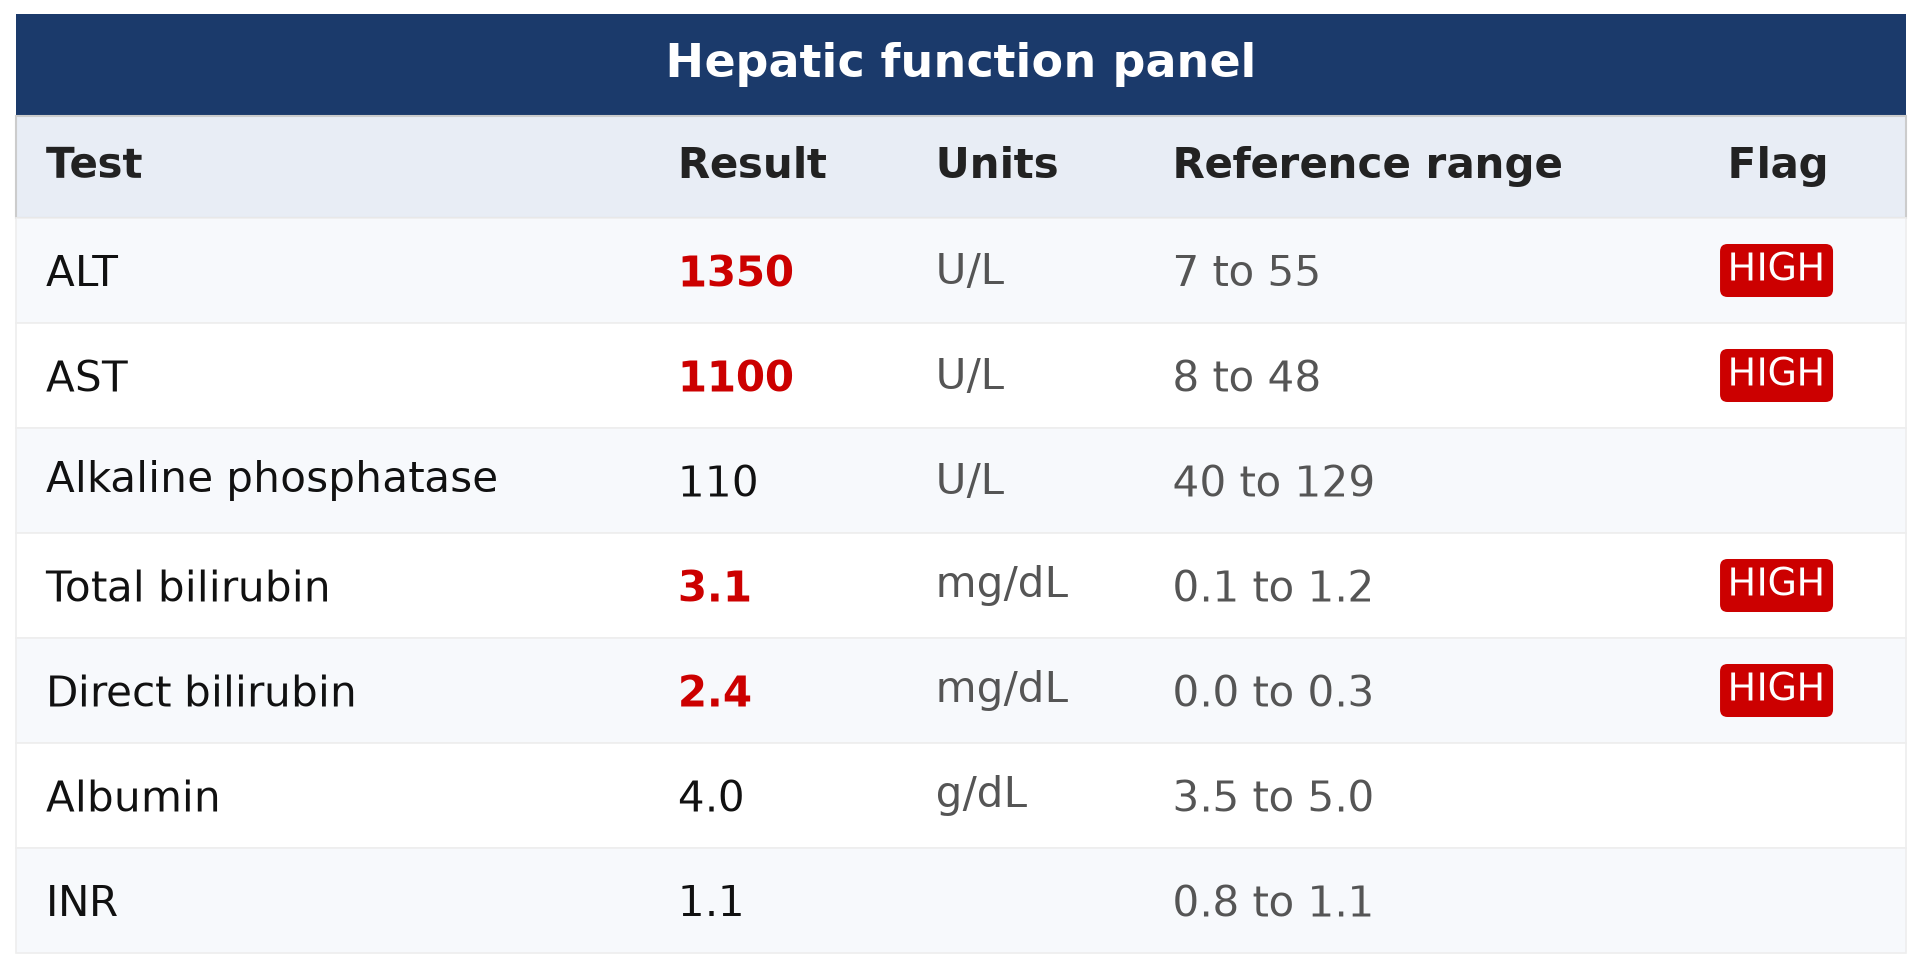 Hepatic function panel
Test Result Units Reference range Flag
ALT 1350 U/L 7 to 55 HIGH
AST 1100 U/L 8 to 48 HIGH
Alkaline phosphatase 110 U/L 40 to 129
Total bilirubin 3.1 mg/dL 0.1 to 1.2 HIGH
Direct bilirubin 2.4 mg/dL 0.0 to 0.3 HIGH
Albumin 4.0 g/dL 3.5 to 5.0
INR 1.1 0.8 to 1.1